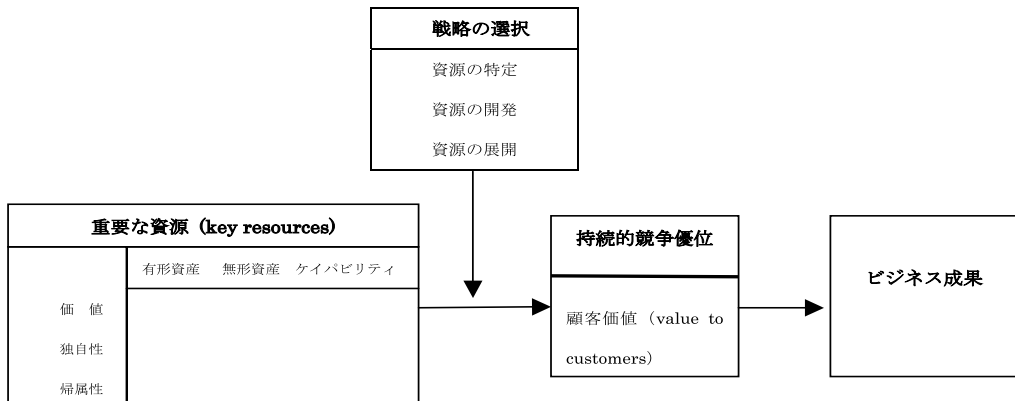 戦略の選択
資源の特定
資源の開発
資源の展開
重要な資源 (key resources)
有形資産 無形資産 ケイパビリティ
価 値
独自性
帰属性
持続的競争優位
顧客価値（value to
customers）
ビジネス成果